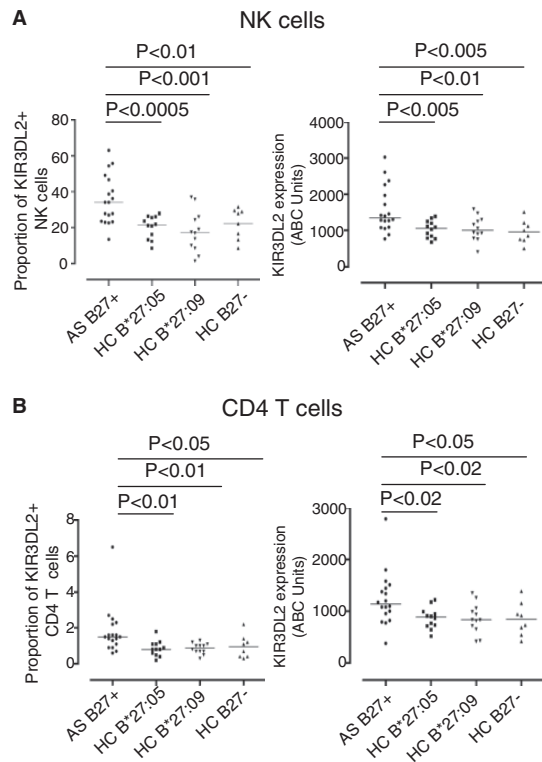 A
NK cells
P<0.01
P<0.001
P<0.0005
Proportion of KIR3DL2+
NK cells
80
60
40
20
0
AS B27+
HC B*27:05
HC B*27:09
HC B27-
P<0.005
P<0.01
P<0.005
KIR3DL2 expression
(ABC Units)
4000
3000
2000
1000
0
AS B27+
HC B*27:05
HC B*27:09
HC B27-
B
CD4 T cells
P<0.05
P<0.01
P<0.01
Proportion of KIR3DL2+
CD4 T cells
8
6
4
2
0
AS B27+
HC B*27:05
HC B*27:09
HC B27-
P<0.05
P<0.02
P<0.02
KIR3DL2 expression
(ABC Units)
3000
2000
1000
0
AS B27+
HC B*27:05
HC B*27:09
HC B27-